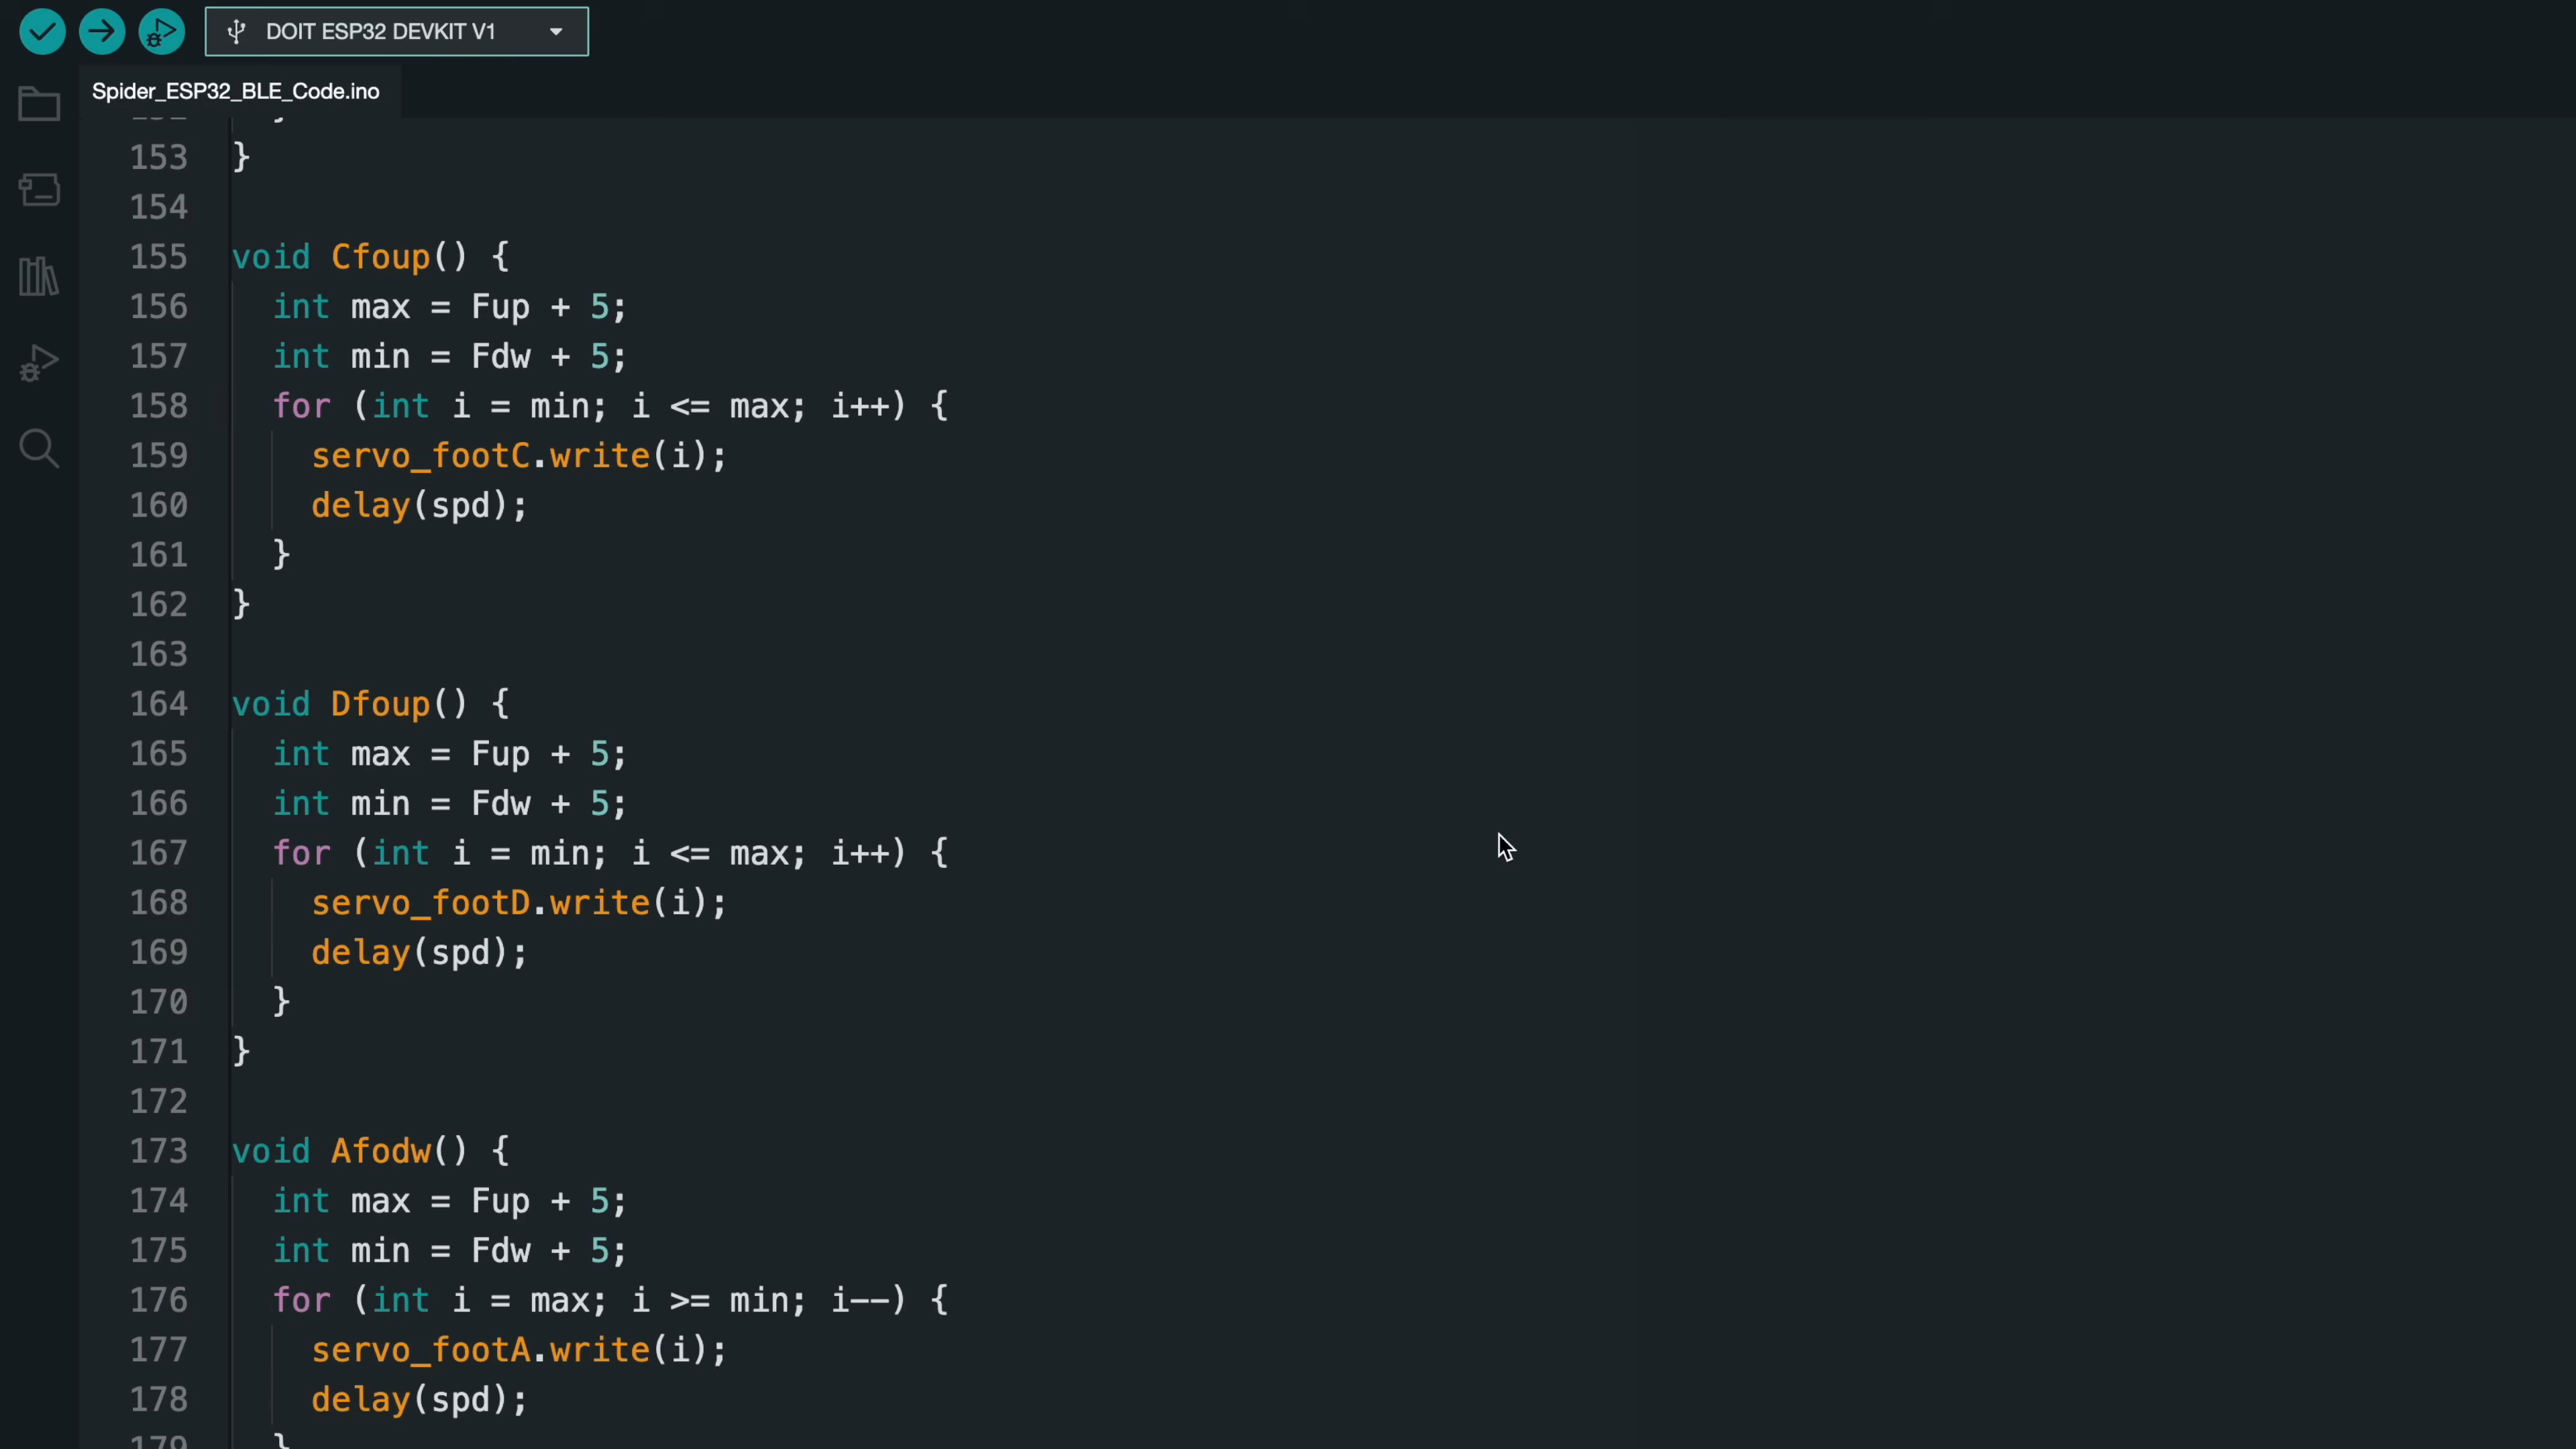 DOIT ESP32 DEVKIT V1
Spider_ESP32_BLE_Code.ino
153 }
154
155 void Cfoup() {
156 int max = Fup + 5;
157 int min = Fdw + 5;
158 for (int i = min; i <= max; i++) {
159 servo_footC.write(i);
160 delay(spd);
161 }
162 }
163
164 void Dfoup() {
165 int max = Fup + 5;
166 int min = Fdw + 5;
167 for (int i = min; i <= max; i++) {
168 servo_footD.write(i);
169 delay(spd);
170 }
171 }
172
173 void Afodw() {
174 int max = Fup + 5;
175 int min = Fdw + 5;
176 for (int i = max; i >= min; i--) {
177 servo_footA.write(i);
178 delay(spd);
179 }